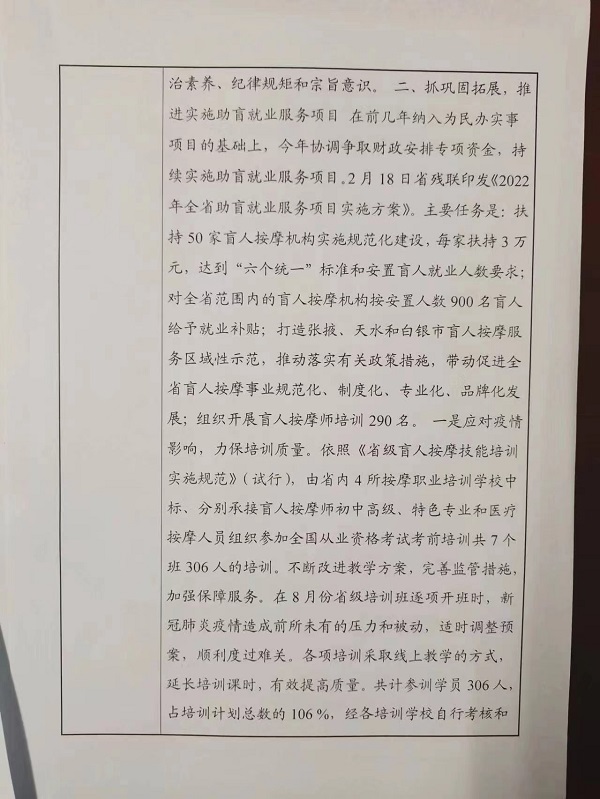 治素养、纪律规矩和宗旨意识。 二、抓巩固拓展，推
进实施助盲就业服务项目 在前几年纳入为民办实事
项目的基础上，今年协调争取财政安排专项资金，持
续实施助盲就业服务项目。2 月 18 日省残联印发《2022
年全省助盲就业服务项目实施方案》。主要任务是：扶
持 50 家盲人按摩机构实施规范化建设，每家扶持 3 万
元，达到“六个统一”标准和安置盲人就业人数要求；
对全省范围内的盲人按摩机构按安置人数 900 名盲人
给予就业补贴；打造张掖、天水和白银市盲人按摩服
务区域性示范，推动落实有关政策措施，带动促进全
省盲人按摩事业规范化、制度化、专业化、品牌化发
展；组织开展盲人按摩师培训 290 名。 一是应对疫情
影响，力保培训质量。依照《省级盲人按摩技能培训
实施规范》（试行），由省内 4 所按摩职业培训学校中
标、分别承接盲人按摩师初中高级、特色专业和医疗
按摩人员组织参加全国从业资格考试考前培训共 7 个
班 306 人的培训。不断改进教学方案，完善监管措施，
加强保障服务。在 8 月份省级培训班逐项开班时，新
冠肺炎疫情造成前所未有的压力和被动，适时调整预
案，顺利度过难关。各项培训采取线上教学的方式，
延长培训课时，有效提高质量。共计参训学员 306 人，
占培训计划总数的 106 %，经各培训学校自行考核和